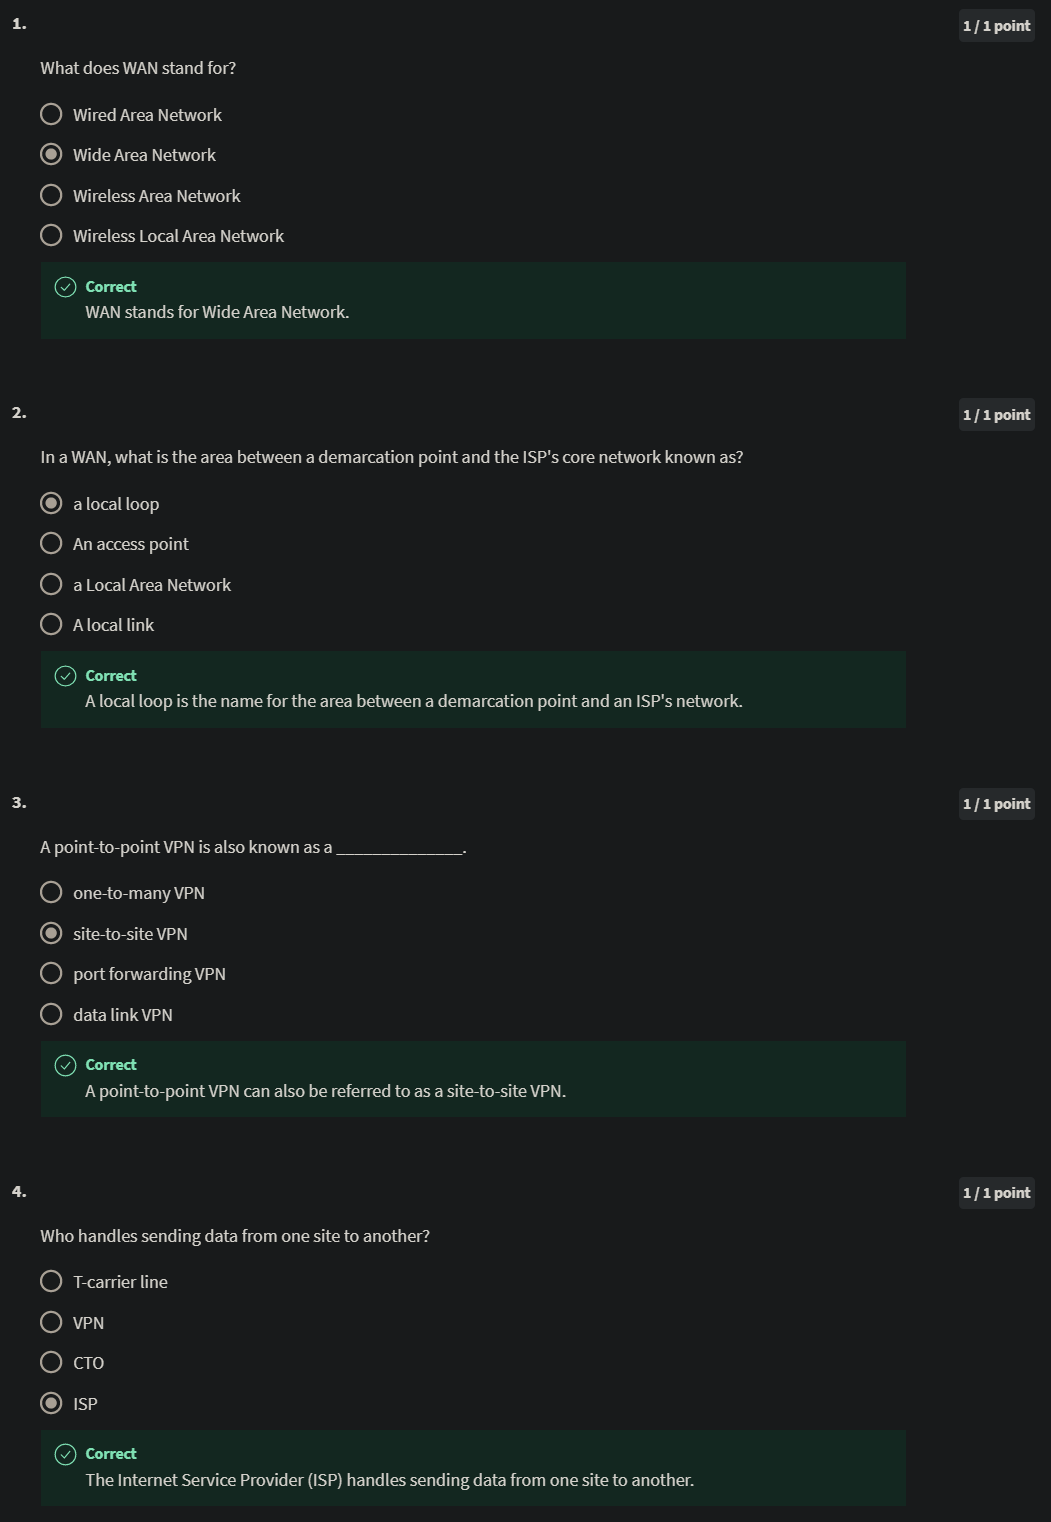 1.
1 / 1 point
What does WAN stand for?
Wired Area Network
Wide Area Network
Wireless Area Network
Wireless Local Area Network
Correct
WAN stands for Wide Area Network.
2.
1 / 1 point
In a WAN, what is the area between a demarcation point and the ISP's core network known as?
a local loop
An access point
a Local Area Network
A local link
Correct
A local loop is the name for the area between a demarcation point and an ISP's network.
3.
1 / 1 point
A point-to-point VPN is also known as a ______________.
one-to-many VPN
site-to-site VPN
port forwarding VPN
data link VPN
Correct
A point-to-point VPN can also be referred to as a site-to-site VPN.
4.
1 / 1 point
Who handles sending data from one site to another?
T-carrier line
VPN
CTO
ISP
Correct
The Internet Service Provider (ISP) handles sending data from one site to another.